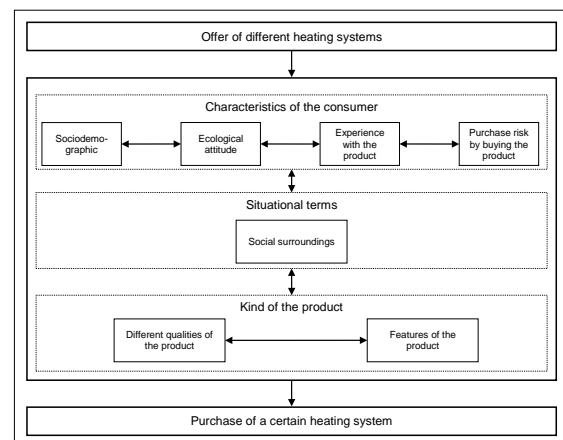 Offer of different heating systems
Characteristics of the consumer
Sociodemo-
graphic
Ecological
attitude
Experience
with the
product
Purchase risk
by buying the
product
Situational terms
Social surroundings
Kind of the product
Different qualities of
the product
Features of the
product
Purchase of a certain heating system